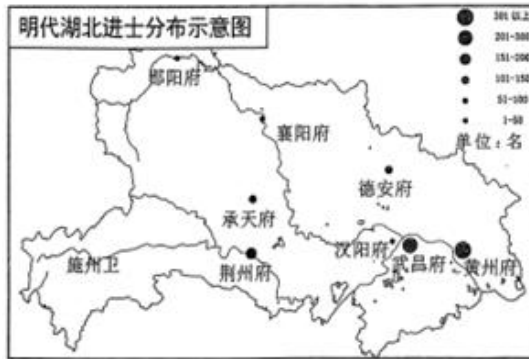 明代湖北进士分布示意图
301以上
201-300
151-200
101-150
51-100
1-50
单位：名
郧阳府
襄阳府
德安府
承天府
汉阳府
武昌府
黄州府
荆州府
施州卫